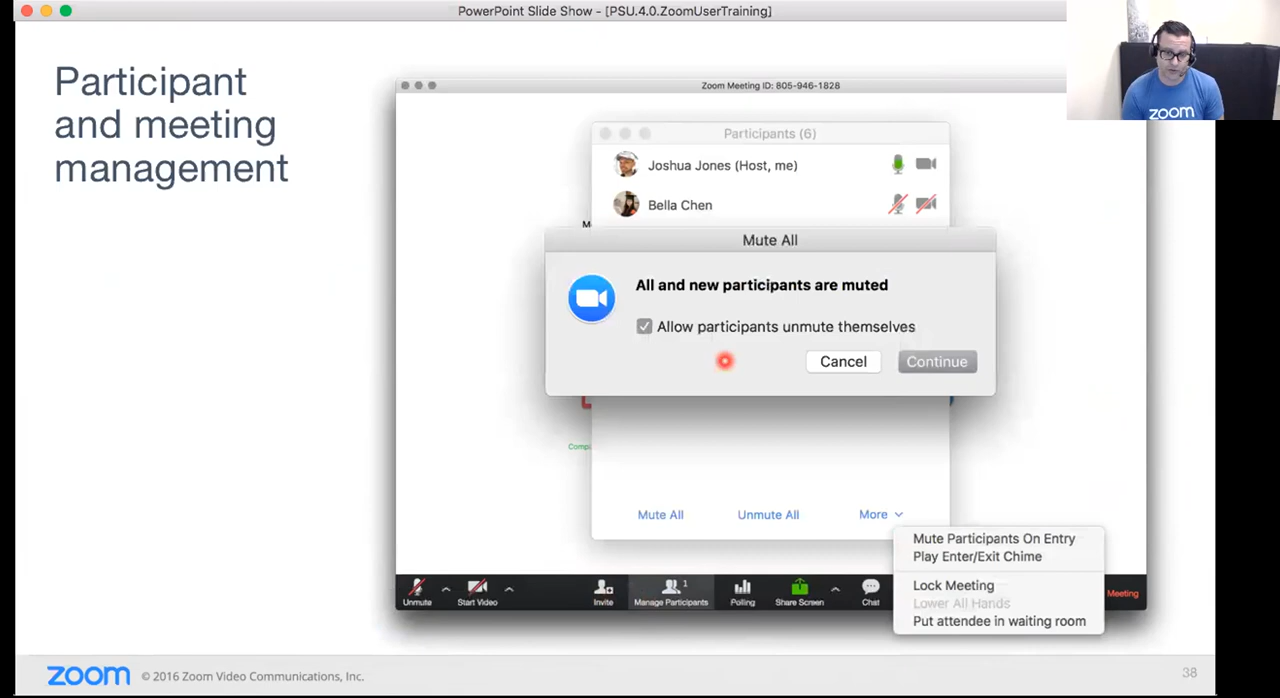 PowerPoint Slide Show - [PSU.4.0.ZoomUserTraining]
Participant
and meeting
management
zoom
Zoom Meeting ID: 805-946-1828
Participants (6)
Joshua Jones (Host, me)
Bella Chen
M
Mute All
All and new participants are muted
Allow participants unmute themselves
Cancel
Continue
Comp
Mute All
Unmute All
More
Mute Participants On Entry
Play Enter/Exit Chime
Lock Meeting
Lower All Hands
Put attendee in waiting room
Unmute
Start Video
Invite
1
Manage Participants
Polling
Share Screen
Chat
Meeting
zoom
© 2016 Zoom Video Communications, Inc.
38